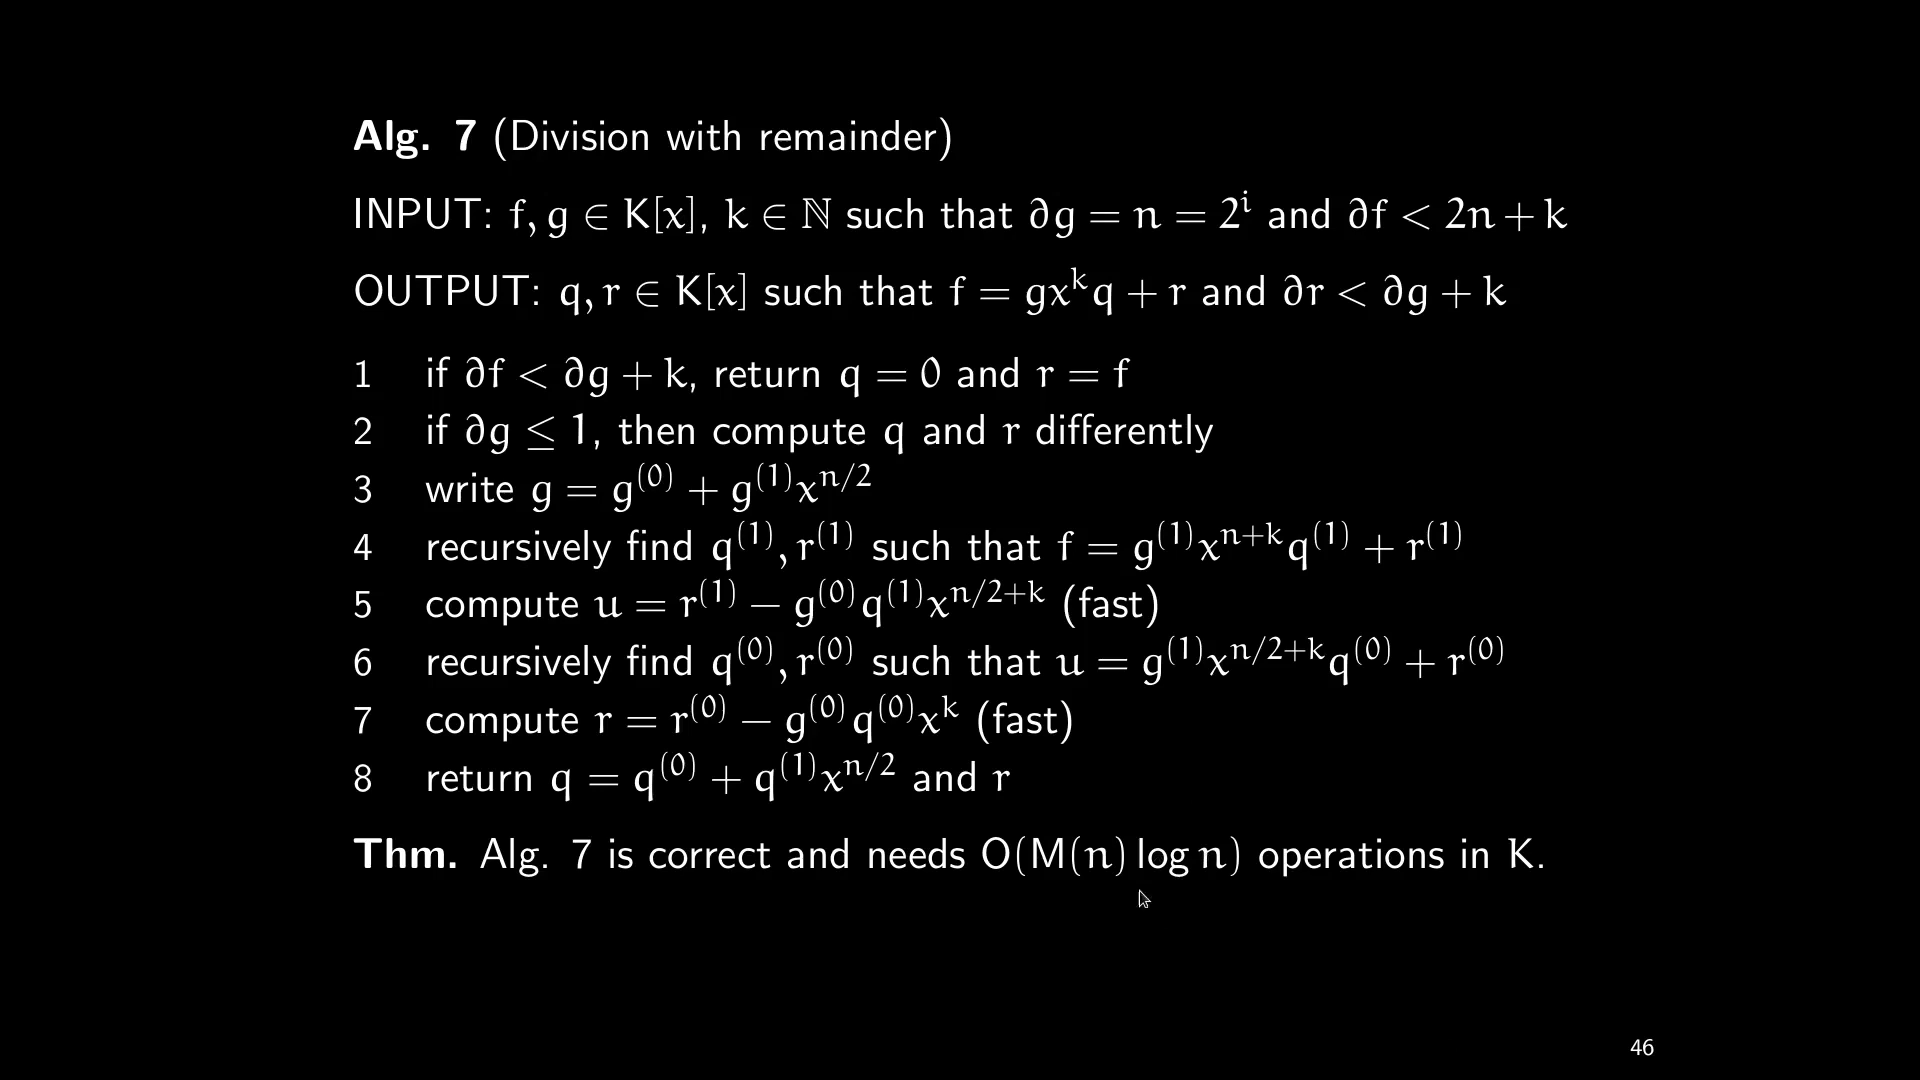 Alg. 7 (Division with remainder)
INPUT: f, g ∈ K[x], k ∈ ℕ such that ∂g = n = 2^i and ∂f < 2n + k
OUTPUT: q, r ∈ K[x] such that f = gx^k q + r and ∂r < ∂g + k
1 if ∂f < ∂g + k, return q = 0 and r = f
2 if ∂g ≤ 1, then compute q and r differently
3 write g = g^(0) + g^(1)x^{n/2}
4 recursively find q^(1), r^(1) such that f = g^(1)x^{n+k}q^(1) + r^(1)
5 compute u = r^(1) − g^(0)q^(1)x^{n/2+k} (fast)
6 recursively find q^(0), r^(0) such that u = g^(1)x^{n/2+k}q^(0) + r^(0)
7 compute r = r^(0) − g^(0)q^(0)x^k (fast)
8 return q = q^(0) + q^(1)x^{n/2} and r
Thm. Alg. 7 is correct and needs O(M(n) log n) operations in K.
46